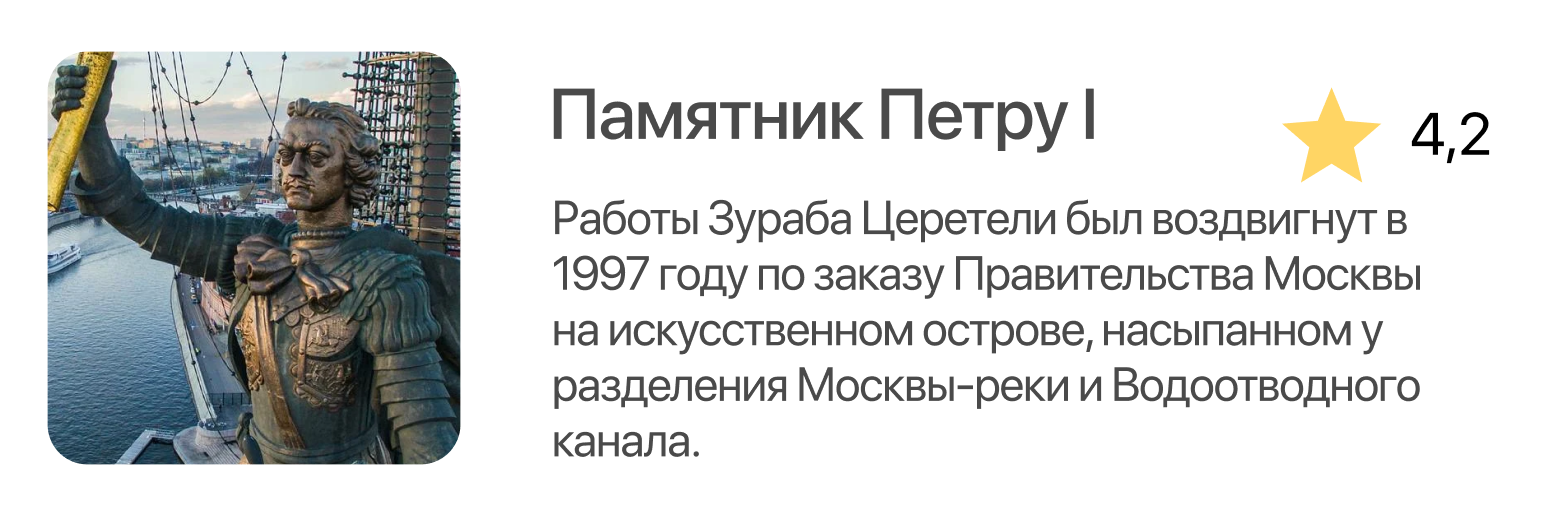 Памятник Петру I
4,2
Работы Зураба Церетели был воздвигнут в
1997 году по заказу Правительства Москвы
на искусственном острове, насыпанном у
разделения Москвы-реки и Водоотводного
канала.